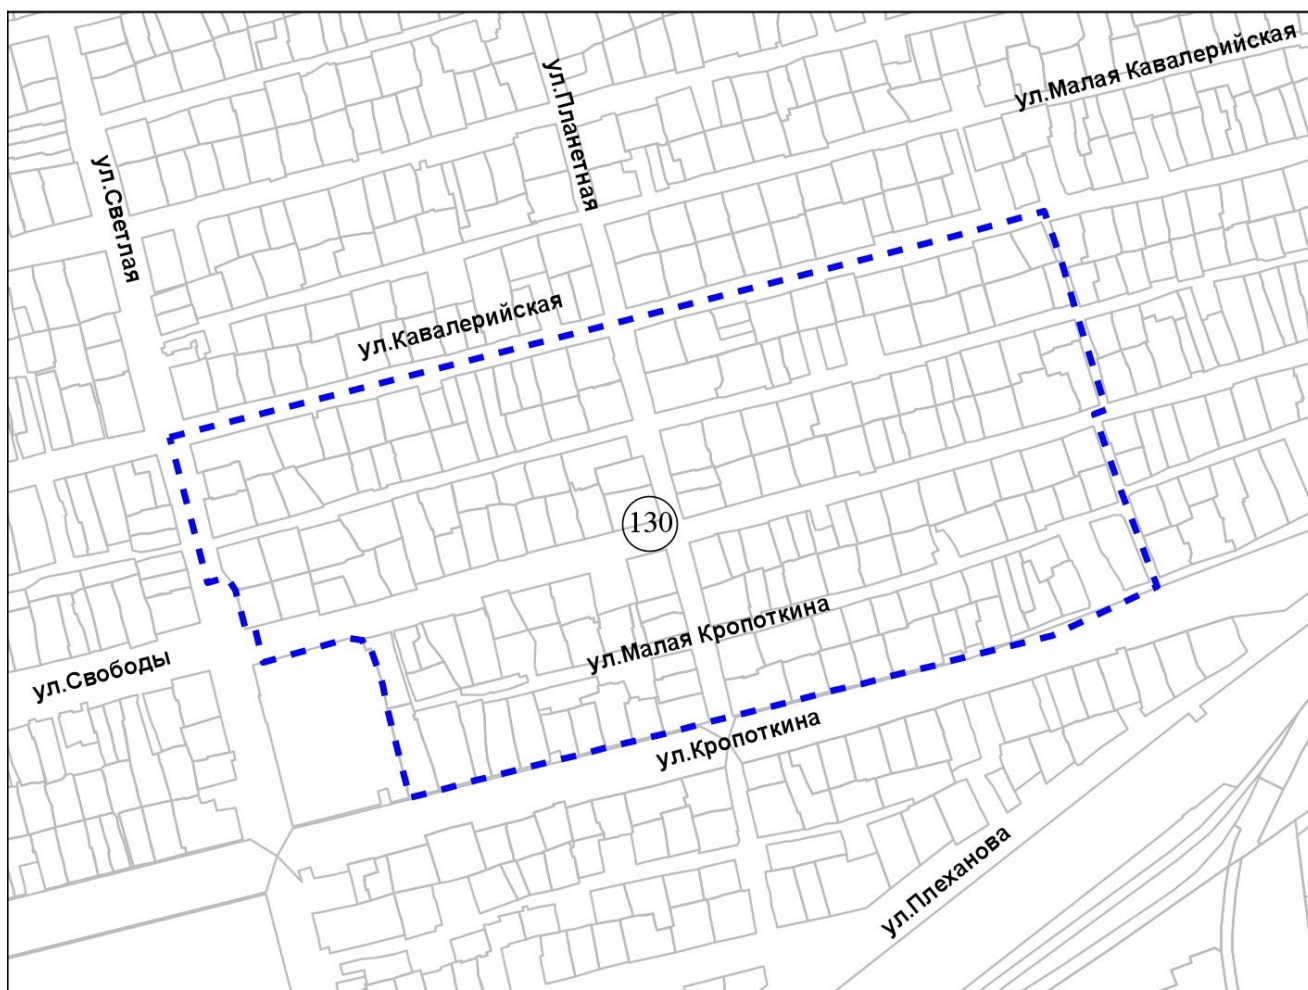 ул.Малая Кавалерийская
ул.Планетная
ул.Светлая
ул.Кавалерийская
130
ул.Малая Кропоткина
ул.Свободы
ул.Кропоткина
ул.Плеханова